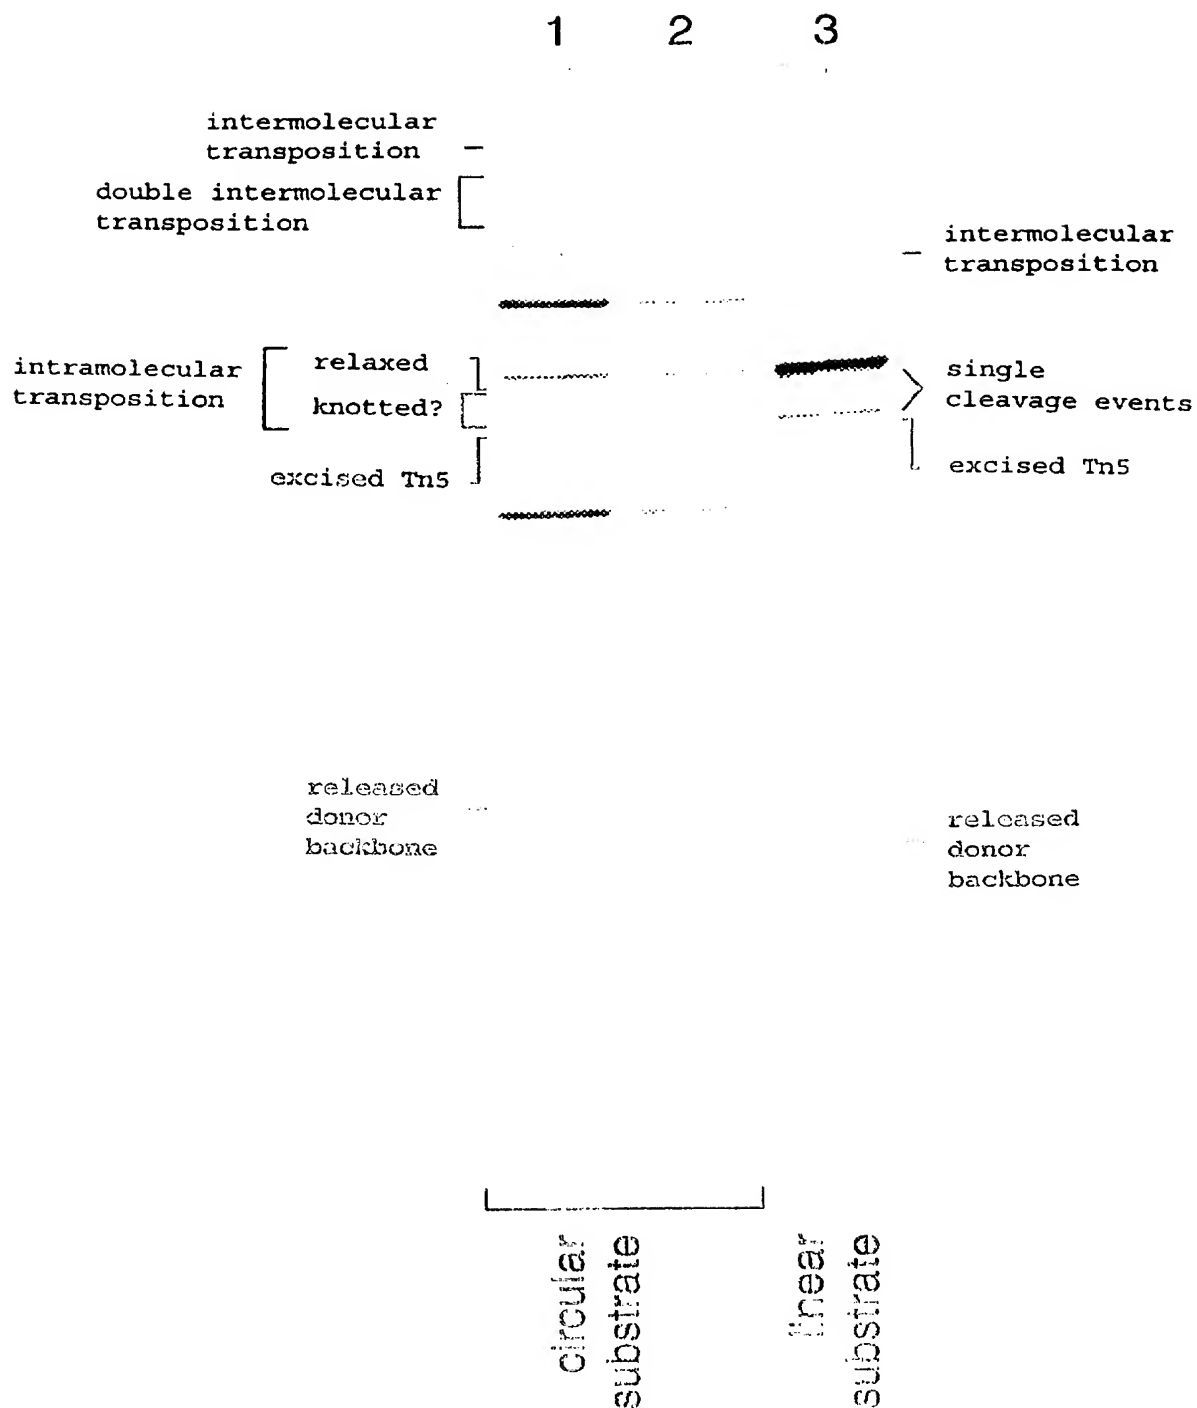 1 2 3
intermolecular
transposition
double intermolecular
transposition
intermolecular
transposition
intramolecular
transposition
relaxed
knotted?
excised Tn5
single
cleavage events
excised Tn5
released
donor
backbone
released
donor
backbone
circular
substrate
linear
substrate